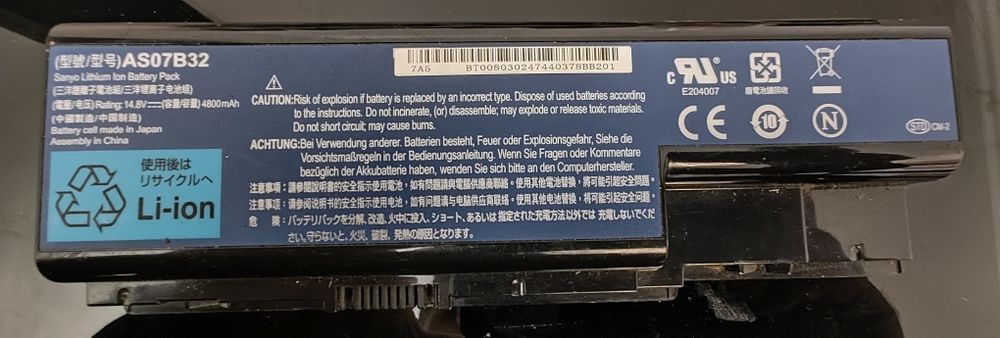 (型號/型号)AS07B32
Sanyo Lithium Ion Battery Pack
(三洋鋰離子電池組/三洋锂离子电池组)
(電壓/电压) Rating: 14.8V⎓(容量/容量) 4800mAh
(中國製造/中国制造)
Battery cell made in Japan
Assembly in China
使用後は
リサイクルへ
Li-ion
7A5 BT008030247440378BB201
CAUTION:Risk of explosion if battery is replaced by an incorrect type. Dispose of used batteries according
to the instructions. Do not incinerate, (or) disassemble; may explode or release toxic materials.
Do not short circuit; may cause burns.
ACHTUNG:Bei Verwendung anderer. Batterien besteht, Feuer oder Explosionsgefahr, Siehe die
Vorsichtsmaßregeln in der Bedienungsanleitung. Wenn Sie Fragen oder Kommentare
bezüglich der Akkubatterien haben, wenden Sie sich bitte an den Computerhersteller.
注意事項:請參閱說明書的安全指示使用電池,如有問題請與電腦供應商聯絡,使用其他電池替換,將可能引起安全問題。
注意事项:请参阅说明书的安全指示使用电池,如有问题请与电脑供应商联络,使用其他电池替换,将可能引起安全问题。
危 険:バッテリパックを分解、改造、火中に投入、ショート、あるいは指定された充電方法以外では 充電しないでくだ
さい。守らないと、火災、破裂、発熱の原因となります。
c RU US
E204007
廢電池請回收
CE
10
N
STD CM-2